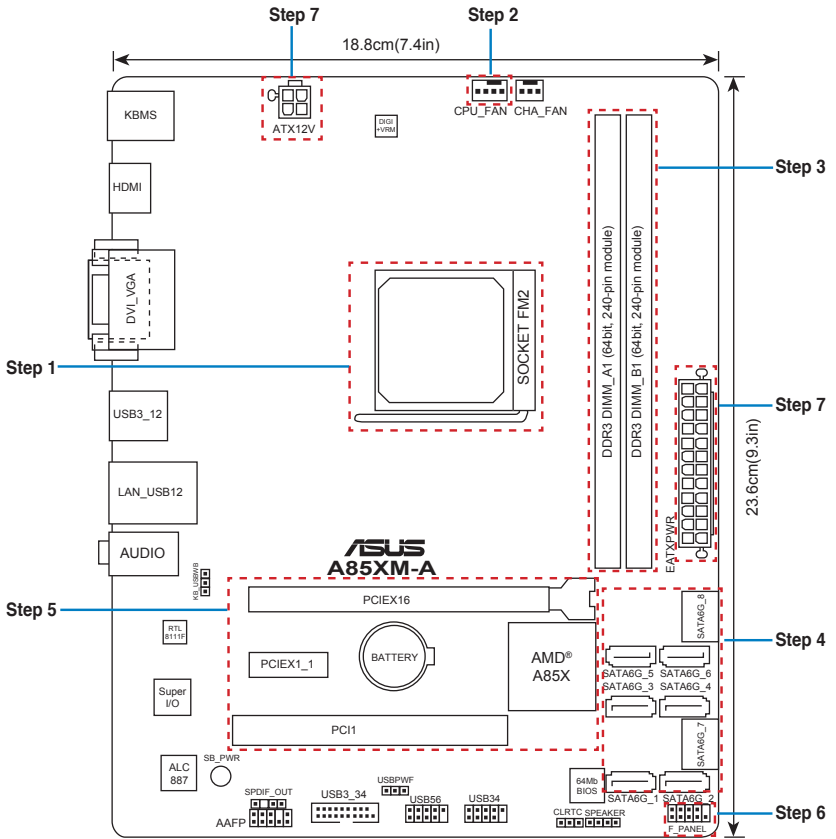 Step 7
Step 2
18.8cm(7.4in)
KBMS
ATX12V
DIGI
+VRM
CPU_FAN
CHA_FAN
Step 3
HDMI
DVI_VGA
SOCKET FM2
DDR3 DIMM_A1 (64bit, 240-pin module)
DDR3 DIMM_B1 (64bit, 240-pin module)
Step 1
Step 7
USB3_12
23.6cm(9.3in)
LAN_USB12
EATXPWR
AUDIO
ASUS
A85XM-A
KB_USBWB
Step 5
PCIEX16
SATA6G_8
RTL
8111F
Step 4
PCIEX1_1
BATTERY
AMD®
A85X
SATA6G_5
SATA6G_6
SATA6G_3
SATA6G_4
Super
I/O
PCI1
SATA6G_7
ALC
887
SB_PWR
64Mb
BIOS
USBPWF
SPDIF_OUT
USB3_34
USB56
USB34
SATA6G_1
SATA6G_2
AAFP
CLRTC
SPEAKER
F_PANEL
Step 6